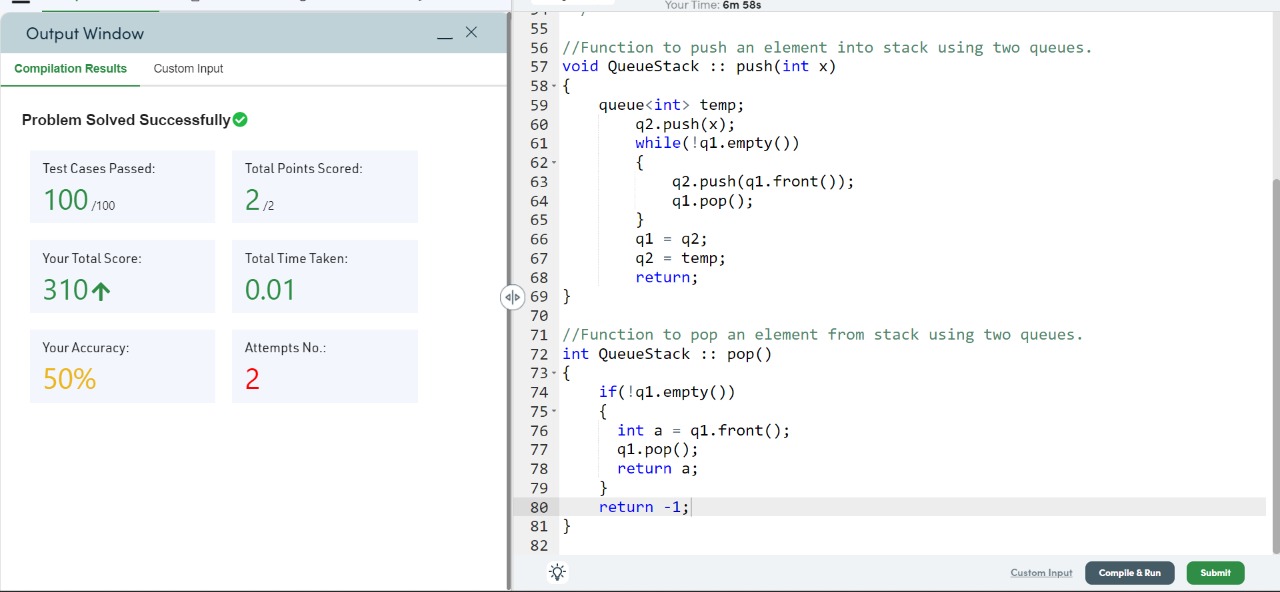 Your Time: 6m 58s
Output Window
Compilation Results Custom Input
Problem Solved Successfully
Test Cases Passed: Total Points Scored:
100 /100 2 /2
Your Total Score: Total Time Taken:
310 0.01
Your Accuracy: Attempts No.:
50% 2
55
56 //Function to push an element into stack using two queues.
57 void QueueStack :: push(int x)
58 {
59 queue<int> temp;
60 q2.push(x);
61 while(!q1.empty())
62 {
63 q2.push(q1.front());
64 q1.pop();
65 }
66 q1 = q2;
67 q2 = temp;
68 return;
69 }
70
71 //Function to pop an element from stack using two queues.
72 int QueueStack :: pop()
73 {
74 if(!q1.empty())
75 {
76 int a = q1.front();
77 q1.pop();
78 return a;
79 }
80 return -1;
81 }
82
Custom Input Compile & Run Submit